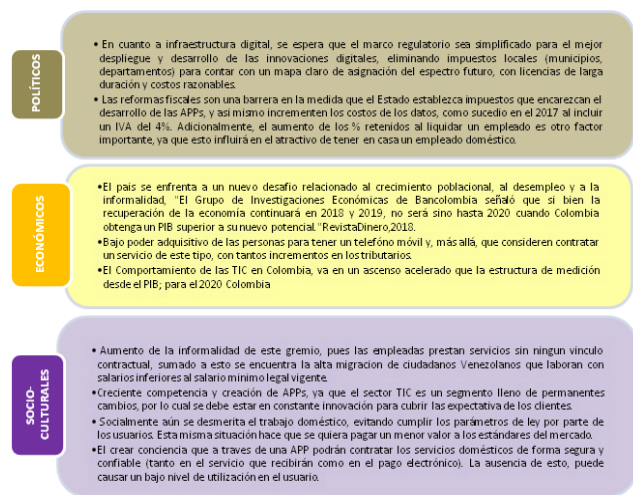 POLÍTICOS
• En cuanto a infraestructura digital, se espera que el marco regulatorio sea simplificado para el mejor
despliegue y desarrollo de las innovaciones digitales, eliminando impuestos locales (municipios,
departamentos) para contar con un mapa claro de asignación del espectro futuro, con licencias de larga
duración y costos razonables.
• Las reformas fiscales son una barrera en la medida que el Estado establezca impuestos que encarezcan el
desarrollo de las APPs, y asi mismo incrementen los costos de los datos, como sucedio en el 2017 al incluir
un IVA del 4%. Adicionalmente, el aumento de los % retenidos al liquidar un empleado es otro factor
importante, ya que esto influirá en el atractivo de tener en casa un empleado doméstico.
ECONÓMICOS
•El pais se enfrenta a un nuevo desafio relacionado al crecimiento poblacional, al desempleo y a la
informalidad, "El Grupo de Investigaciones Económicas de Bancolombia señaló que si bien la
recuperación de la economía continuará en 2018 y 2019, no será sino hasta 2020 cuando Colombia
obtenga un PIB superior a su nuevo potencial."RevistaDinero,2018.
•Bajo poder adquisitivo de las personas para tener un telefóno móvil y, más allá, que consideren contratar
un servicio de este tipo, con tantos incrementos en los tributarios.
•El Comportamiento de las TIC en Colombia, va en un ascenso acelerado que la estructura de medición
desde el PIB; para el 2020 Colombia
SOCIO-
CULTURALES
• Aumento de la informalidad de este gremio, pues las empleadas prestan servicios sin ningun vinculo
contractual, sumado a esto se encuentra la alta migracion de ciudadanos Venezolanos que laboran con
salarios inferiores al salario minimo legal vigente.
•Creciente competencia y creación de APPs, ya que el sector TIC es un segmento lleno de permanentes
cambios, por lo cual se debe estar en constante innovación para cubrir las expectativa de los clientes.
• Socialmente aún se desmerita el trabajo doméstico, evitando cumplir los parámetros de ley por parte de
los usuarios. Esta misma situación hace que se quiera pagar un menor valor a los estándares del mercado.
•El crear conciencia que a traves de una APP podrán contratar los servicios domésticos de forma segura y
confiable (tanto en el servico que recibirán como en el pago electrónico). La ausencia de esto, puede
causar un bajo nivel de utilización en el usuario.